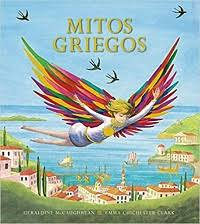 MITOS
GRIEGOS
GERALDINE McCAUGHREAN EMMA CHICHESTER CLARK